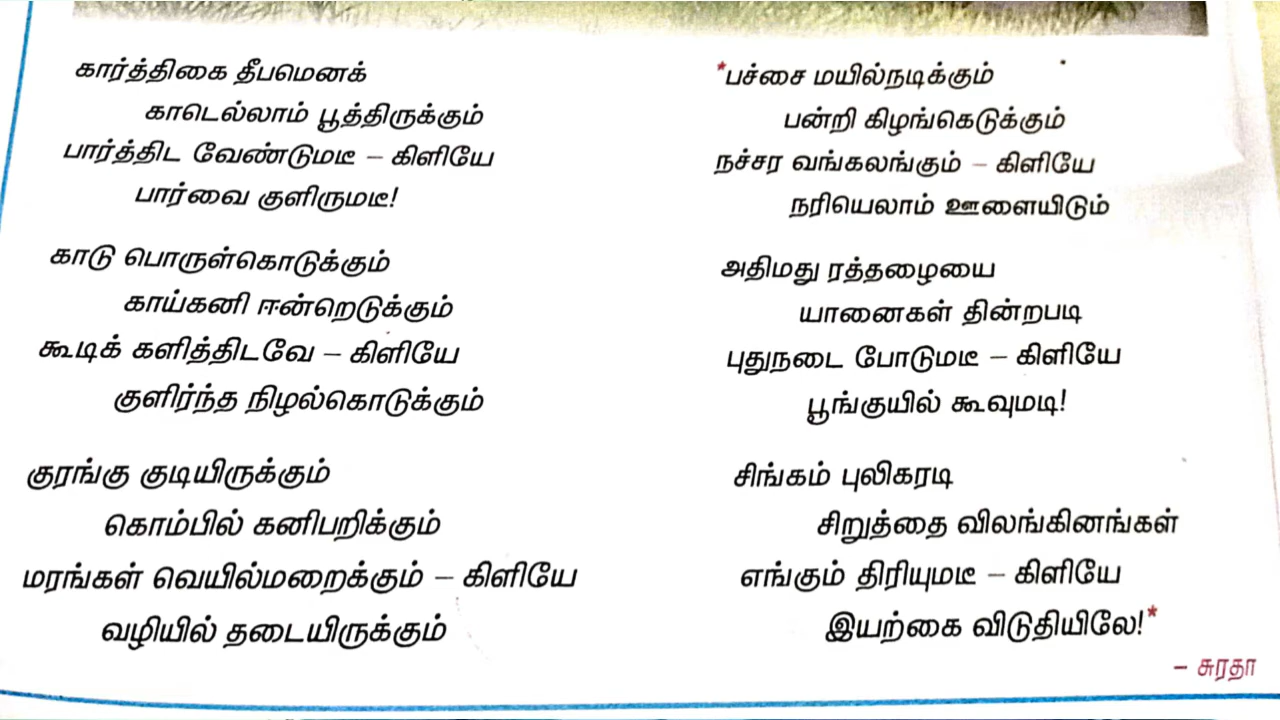 கார்த்திகை தீபமெனக்
காடெல்லாம் பூத்திருக்கும்
பார்த்திட வேண்டுமடீ – கிளியே
பார்வை குளிருமடீ!
காடு பொருள்கொடுக்கும்
காய்கனி ஈன்றெடுக்கும்
கூடிக் களித்திடவே – கிளியே
குளிர்ந்த நிழல்கொடுக்கும்
குரங்கு குடியிருக்கும்
கொம்பில் கனிபறிக்கும்
மரங்கள் வெயில்மறைக்கும் – கிளியே
வழியில் தடையிருக்கும்
*பச்சை மயில்நடிக்கும்
பன்றி கிழங்கெடுக்கும்
நச்சர வங்கலங்கும் – கிளியே
நரியெலாம் ஊளையிடும்
அதிமது ரத்தழையை
யானைகள் தின்றபடி
புதுநடை போடுமடீ – கிளியே
பூங்குயில் கூவுமடி!
சிங்கம் புலிகரடி
சிறுத்தை விலங்கினங்கள்
எங்கும் திரியுமடீ – கிளியே
இயற்கை விடுதியிலே!*
– சுரதா